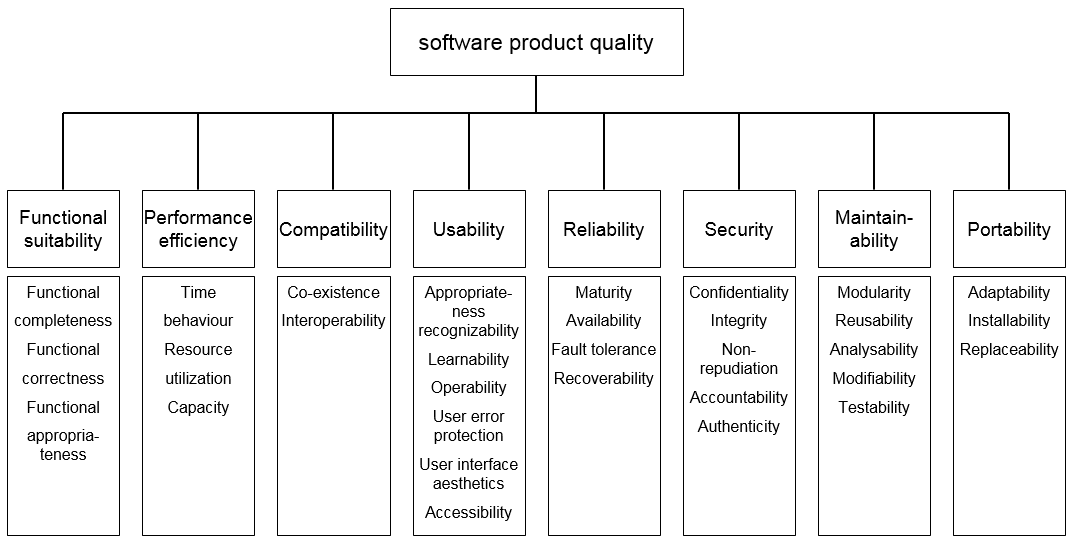 software product quality
Functional
suitability
Performance
efficiency
Compatibility
Usability
Reliability
Security
Maintain-
ability
Portability
Functional
completeness
Functional
correctness
Functional
appropria-
teness
Time
behaviour
Resource
utilization
Capacity
Co-existence
Interoperability
Appropriate-
ness
recognizability
Learnability
Operability
User error
protection
User interface
aesthetics
Accessibility
Maturity
Availability
Fault tolerance
Recoverability
Confidentiality
Integrity
Non-
repudiation
Accountability
Authenticity
Modularity
Reusability
Analysability
Modifiability
Testability
Adaptability
Installability
Replaceability